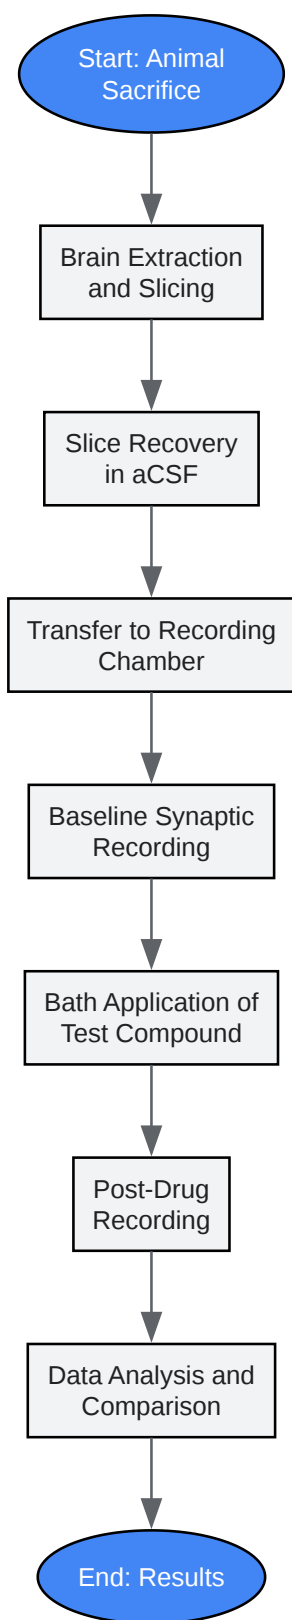 Start: Animal
Sacrifice
Brain Extraction
and Slicing
Slice Recovery
in aCSF
Transfer to Recording
Chamber
Baseline Synaptic
Recording
Bath Application of
Test Compound
Post-Drug
Recording
Data Analysis and
Comparison
End: Results